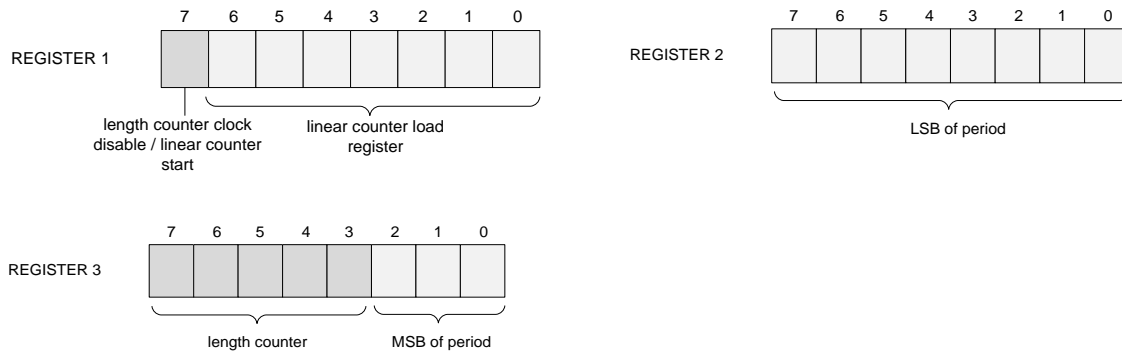 7 6 5 4 3 2 1 0
REGISTER 1
length counter clock
disable / linear counter
start
linear counter load
register
7 6 5 4 3 2 1 0
REGISTER 2
LSB of period
7 6 5 4 3 2 1 0
REGISTER 3
length counter
MSB of period